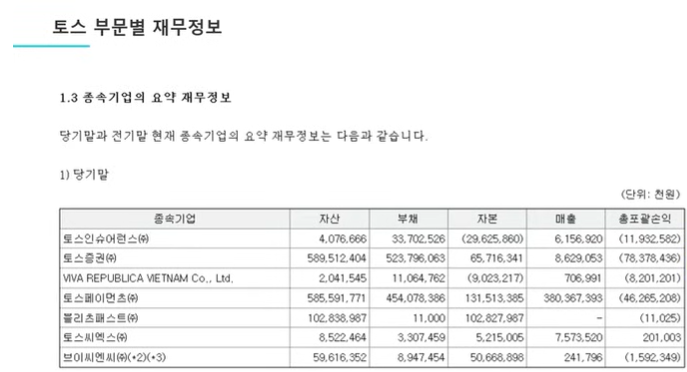 토스 부문별 재무정보
1.3 종속기업의 요약 재무정보
당기말과 전기말 현재 종속기업의 요약 재무정보는 다음과 같습니다.
1) 당기말
(단위: 천원)
종속기업 자산 부채 자본 매출 총포괄손익
토스인슈어런스㈜ 4,076,666 33,702,526 (29,625,860) 6,156,920 (11,932,582)
토스증권㈜ 589,512,404 523,796,063 65,716,341 8,629,053 (78,378,436)
VIVA REPUBLICA VIETNAM Co., Ltd. 2,041,545 11,064,762 (9,023,217) 706,991 (8,201,201)
토스페이먼츠㈜ 585,591,771 454,078,386 131,513,385 380,367,393 (46,265,208)
블리츠패스트㈜ 102,838,987 11,000 102,827,987 - (11,025)
토스씨엑스㈜ 8,522,464 3,307,459 5,215,005 7,573,520 201,003
브이씨엔씨㈜(*2)(*3) 59,616,352 8,947,454 50,668,898 241,796 (1,592,349)